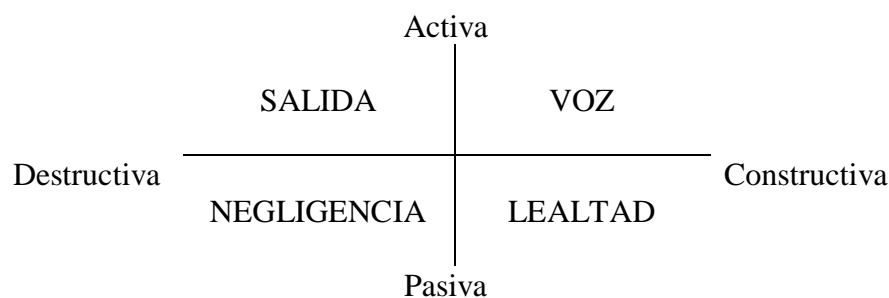 Activa
SALIDA VOZ
Destructiva Constructiva
NEGLIGENCIA LEALTAD
Pasiva